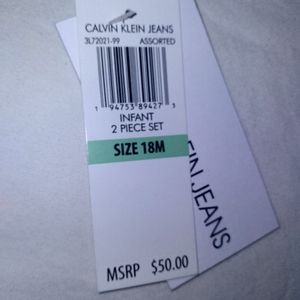 CALVIN KLEIN JEANS
3L72021-99 ASSORTED
1 94753 89427 3
INFANT
2 PIECE SET
SIZE 18M
MSRP $50.00
EIN JEANS